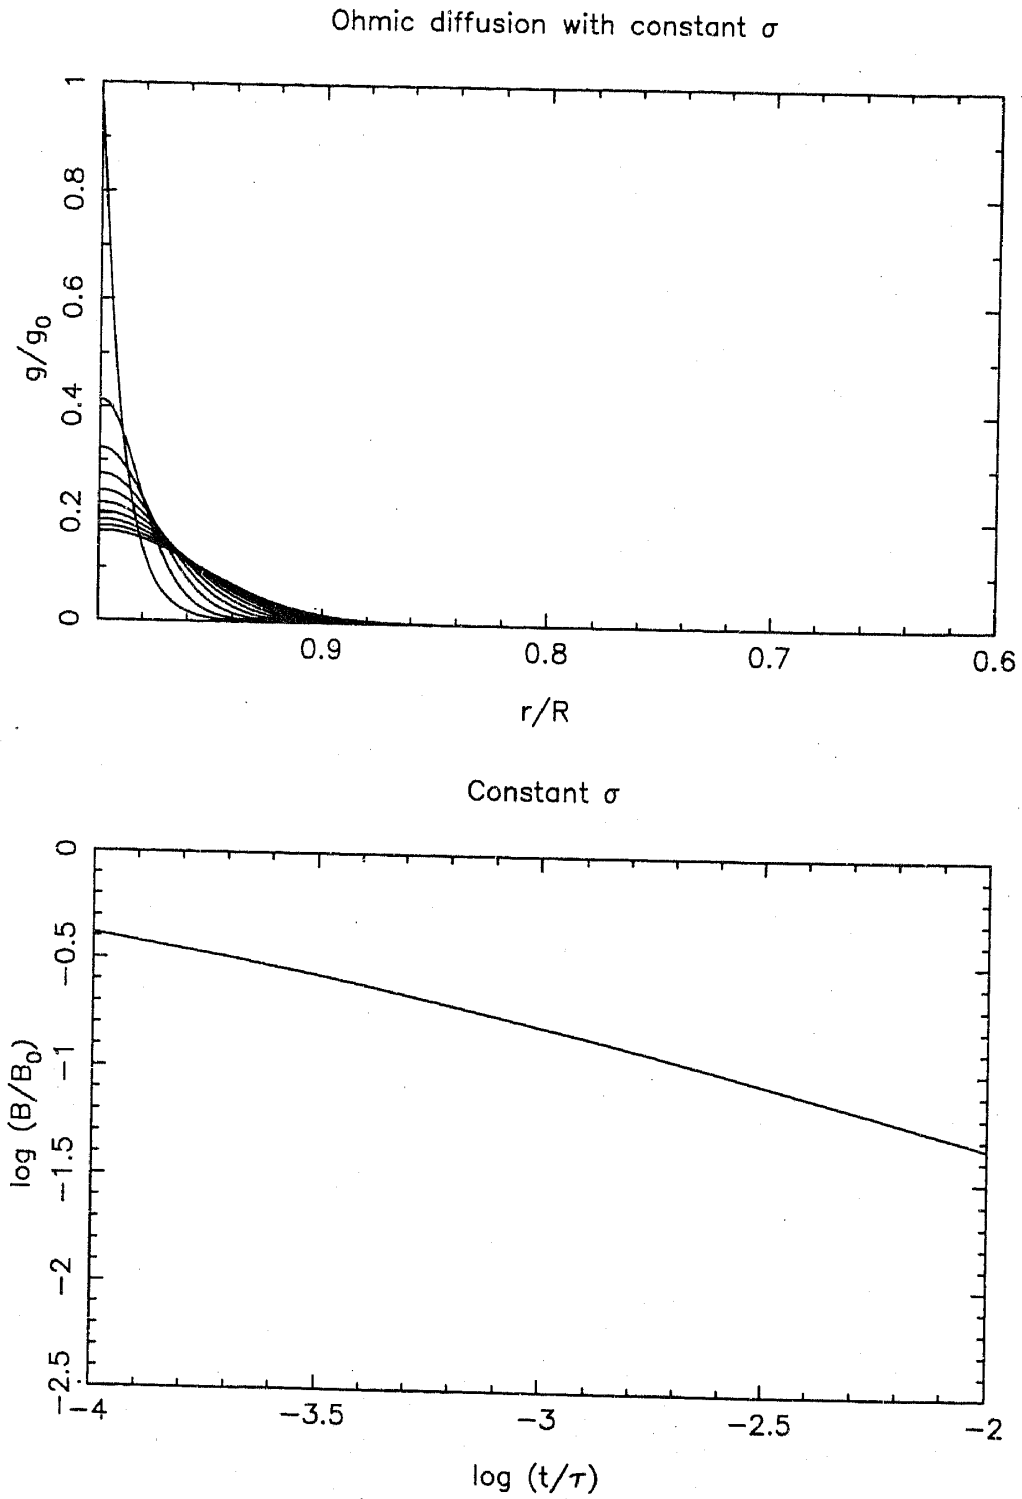 Ohmic diffusion with constant σ
1
0.8
0.6
0.4
0.2
0
g/g₀
0.9 0.8 0.7 0.6
r/R
Constant σ
0
−0.5
−1
−1.5
−2
2.5
log (B/B₀)
−4 −3.5 −3 −2.5 −2
log (t/τ)